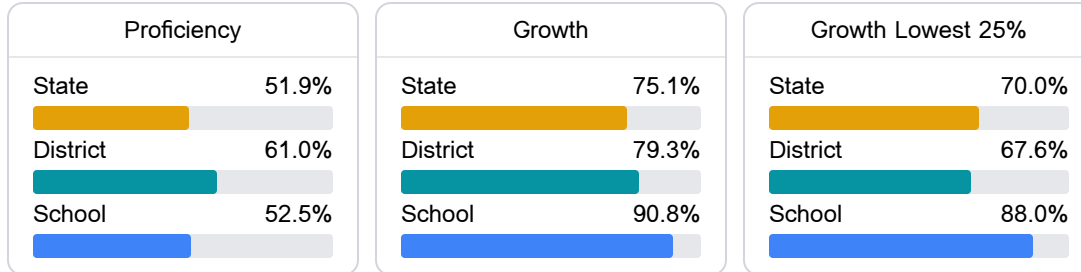 Proficiency
State 51.9%
District 61.0%
School 52.5%
Growth
State 75.1%
District 79.3%
School 90.8%
Growth Lowest 25%
State 70.0%
District 67.6%
School 88.0%